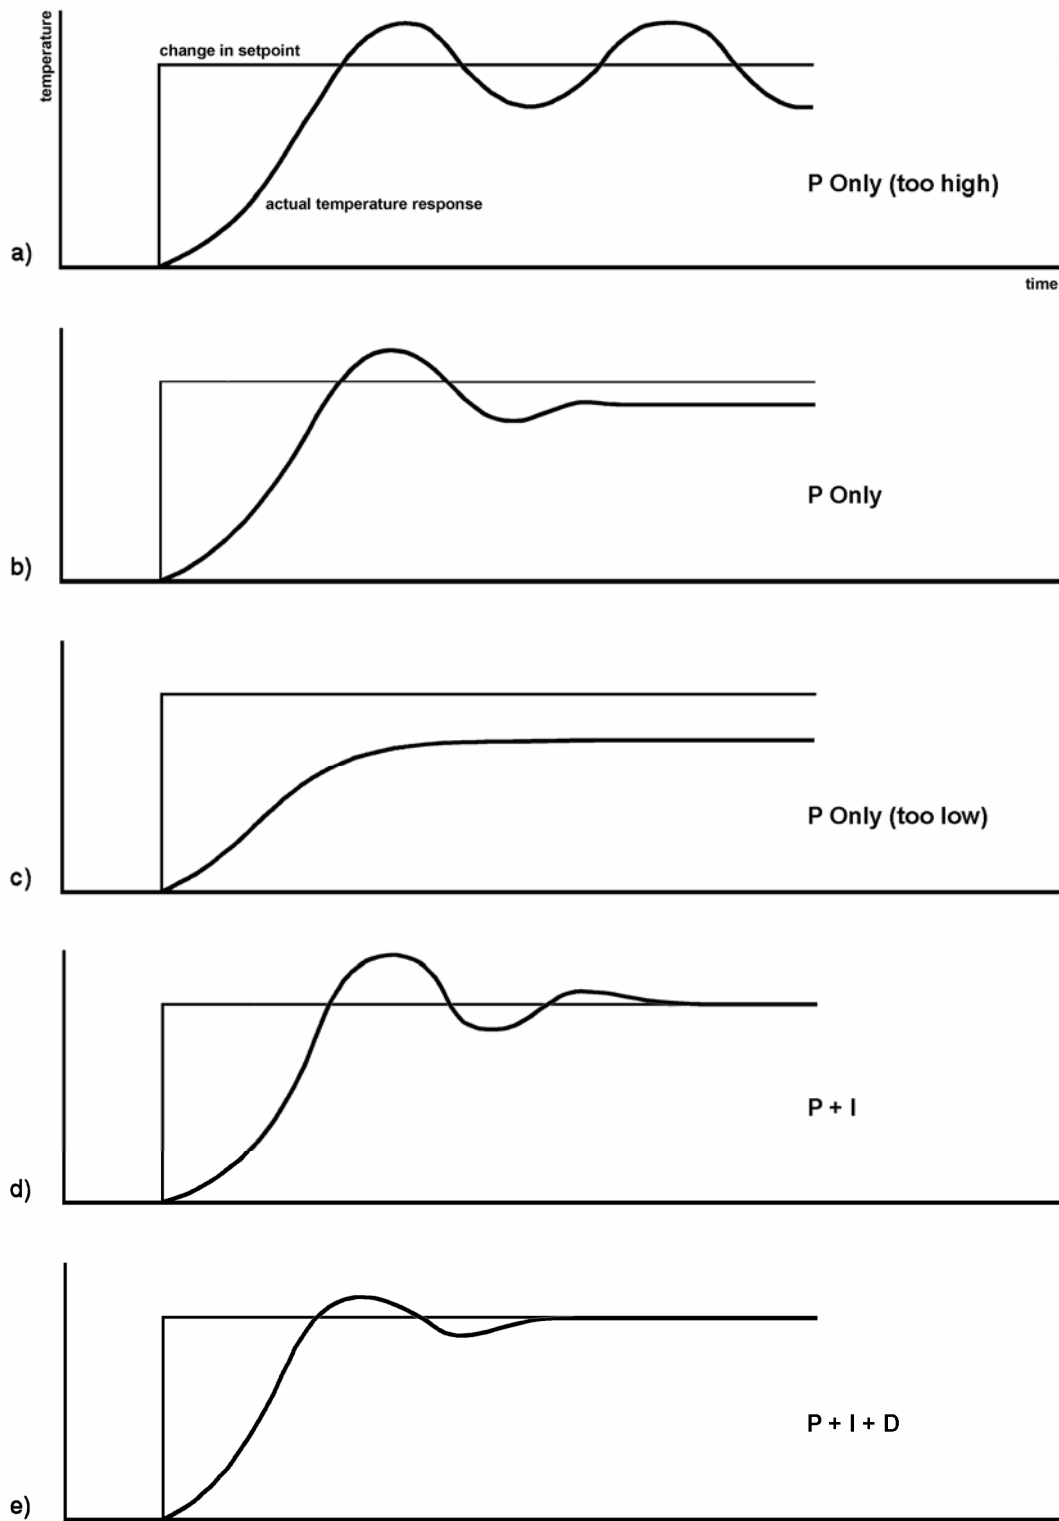 temperature
change in setpoint
actual temperature response
P Only (too high)
a)
time
P Only
b)
P Only (too low)
c)
P + I
d)
P + I + D
e)